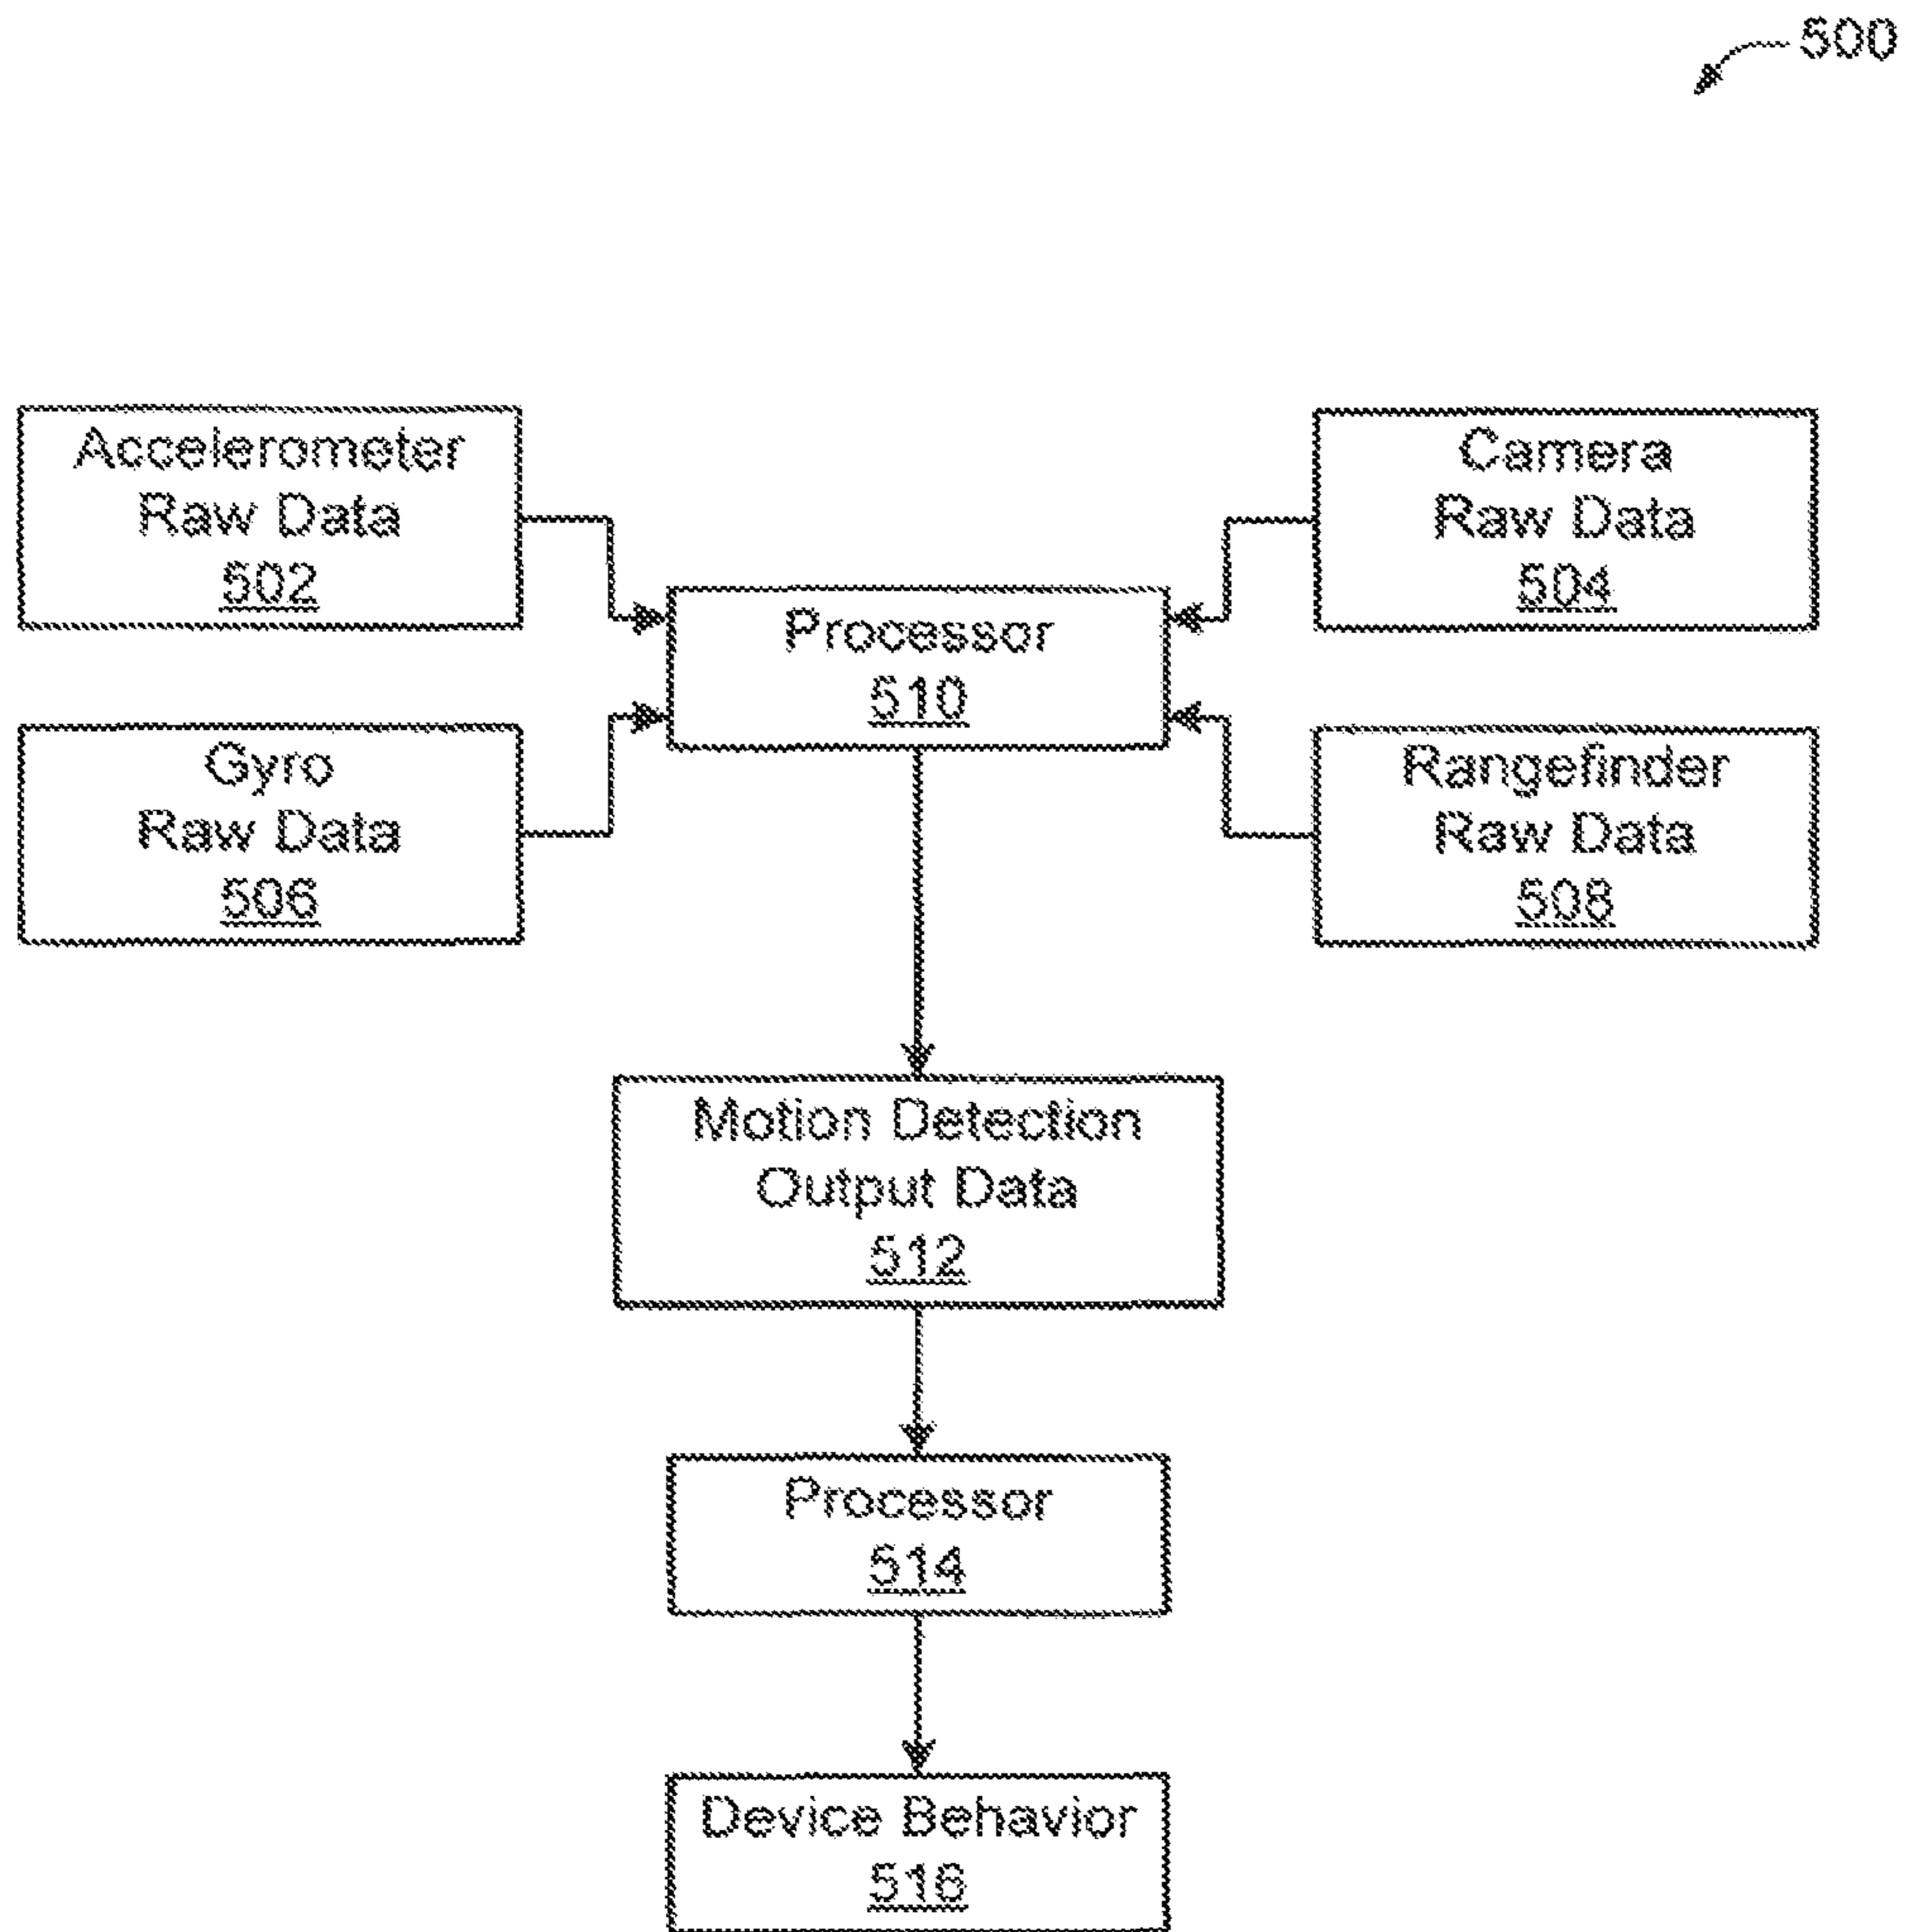 500
Accelerometer
Raw Data
502
Camera
Raw Data
504
Processor
510
Gyro
Raw Data
506
Rangefinder
Raw Data
508
Motion Detection
Output Data
512
Processor
514
Device Behavior
516